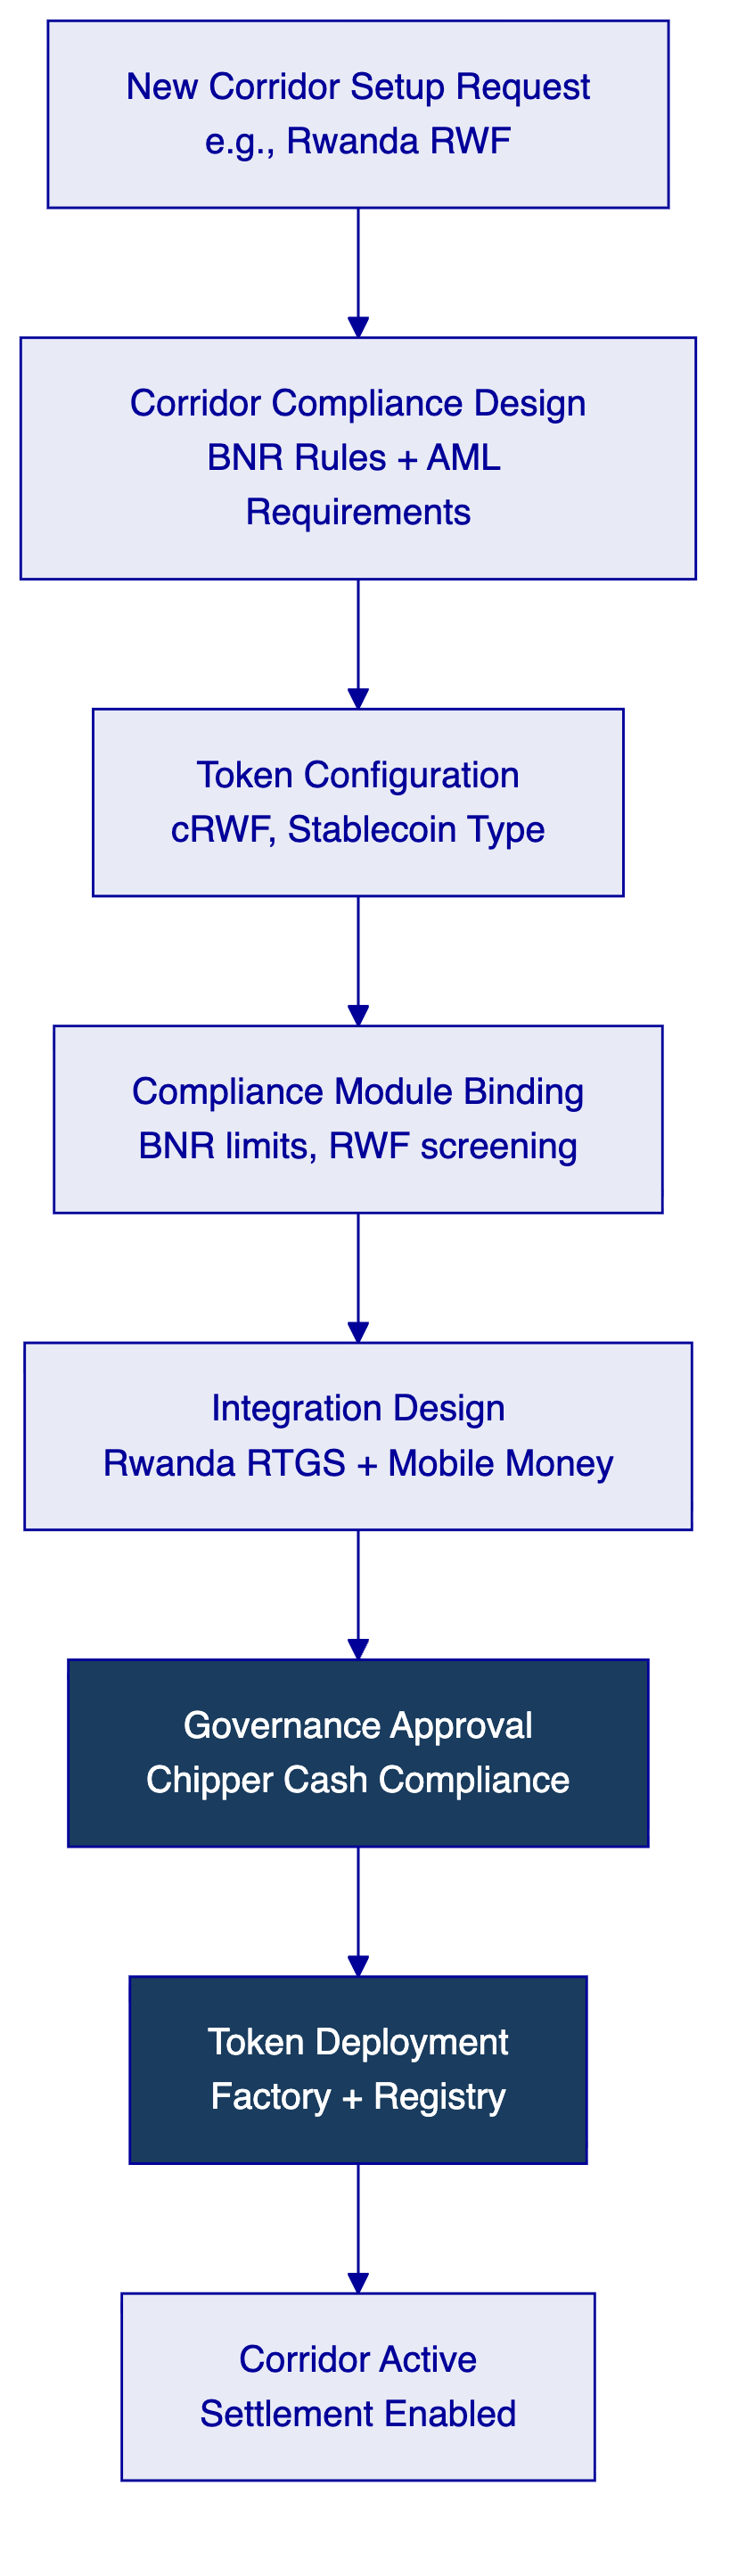 New Corridor Setup Request
e.g., Rwanda RWF
Corridor Compliance Design
BNR Rules + AML
Requirements
Token Configuration
cRWF, Stablecoin Type
Compliance Module Binding
BNR limits, RWF screening
Integration Design
Rwanda RTGS + Mobile Money
Governance Approval
Chipper Cash Compliance
Token Deployment
Factory + Registry
Corridor Active
Settlement Enabled